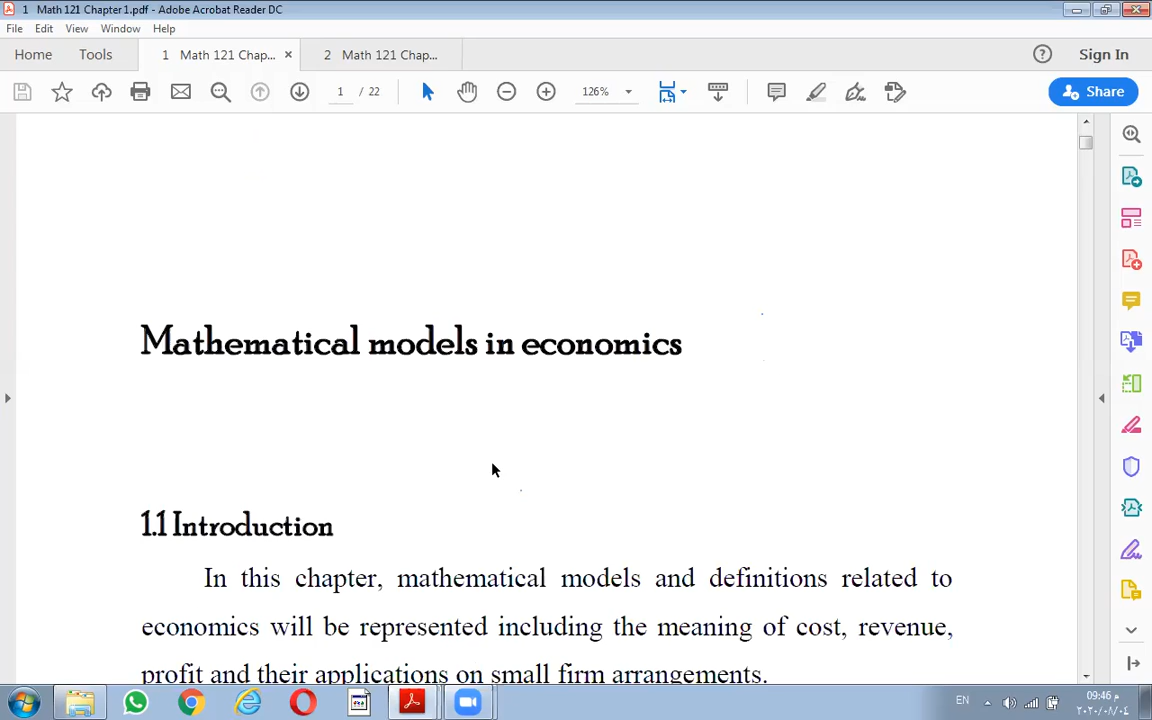 1 Math 121 Chapter 1.pdf - Adobe Acrobat Reader DC
File Edit View Window Help
Home Tools 1 Math 121 Chap... × 2 Math 121 Chap... ? Sign In
1 / 22 126% Share
Mathematical models in economics
1.1 Introduction
In this chapter, mathematical models and definitions related to
economics will be represented including the meaning of cost, revenue,
profit and their applications on small firm arrangements.
EN 09:46 م
٢٠٢٠/٠٨/٠٤